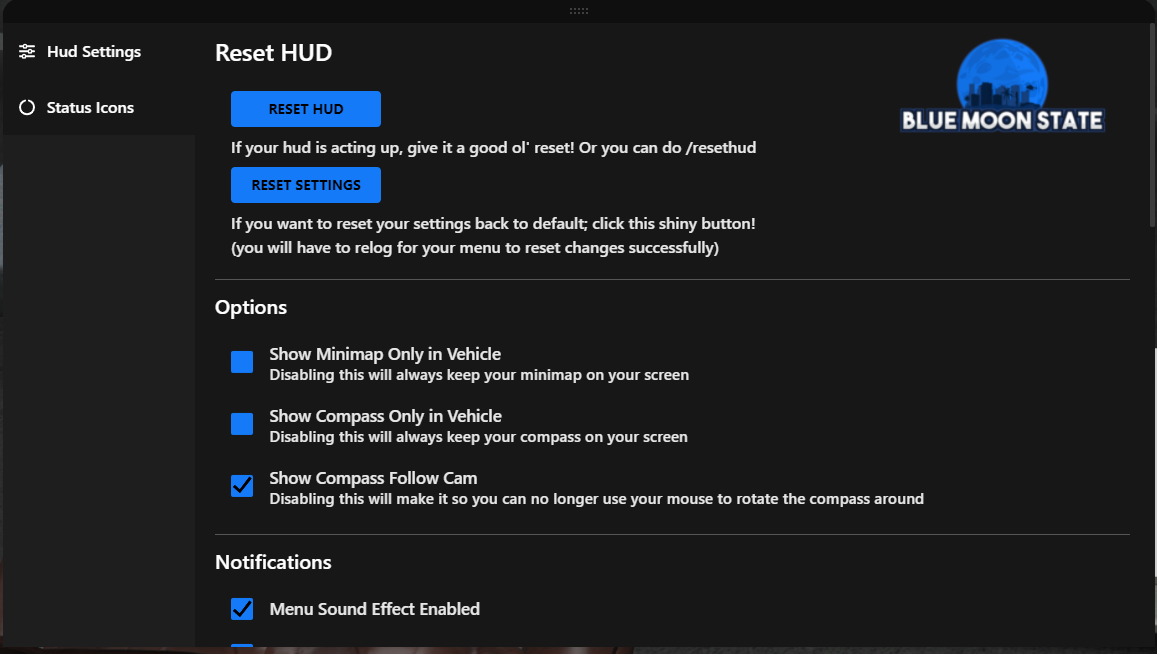 Hud Settings
Status Icons
Reset HUD
BLUE MOON STATE
RESET HUD
If your hud is acting up, give it a good ol' reset! Or you can do /resethud
RESET SETTINGS
If you want to reset your settings back to default; click this shiny button!
(you will have to relog for your menu to reset changes successfully)
Options
Show Minimap Only in Vehicle
Disabling this will always keep your minimap on your screen
Show Compass Only in Vehicle
Disabling this will always keep your compass on your screen
Show Compass Follow Cam
Disabling this will make it so you can no longer use your mouse to rotate the compass around
Notifications
Menu Sound Effect Enabled